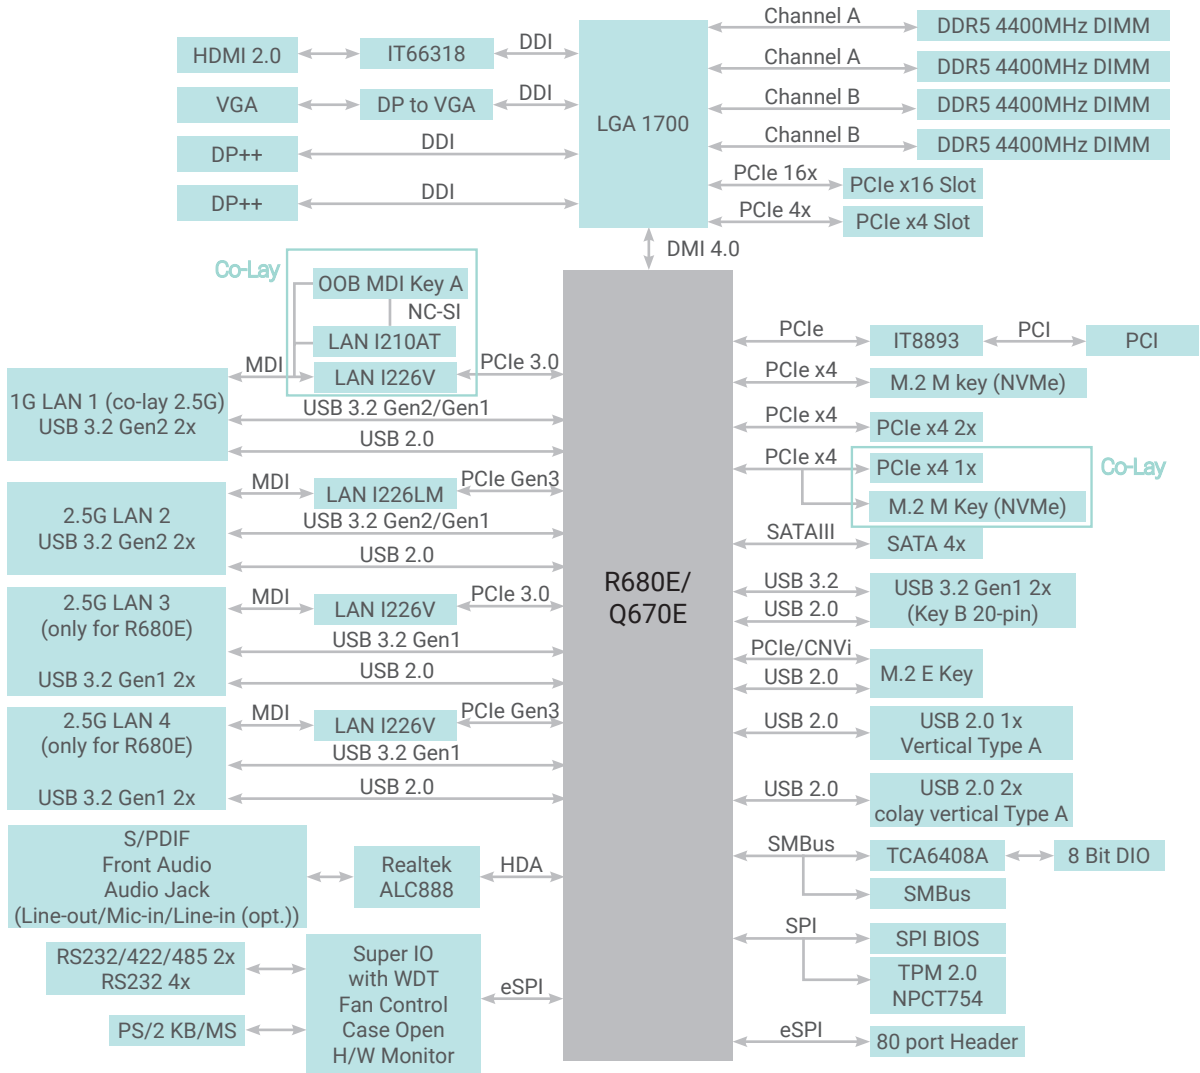 HDMI 2.0
IT66318
DDI
VGA
DP to VGA
DDI
DP++
DDI
DP++
DDI
LGA 1700
Channel A
DDR5 4400MHz DIMM
Channel A
DDR5 4400MHz DIMM
Channel B
DDR5 4400MHz DIMM
Channel B
DDR5 4400MHz DIMM
PCIe 16x
PCIe x16 Slot
PCIe 4x
PCIe x4 Slot
DMI 4.0
Co-Lay
OOB MDI Key A
NC-SI
LAN I210AT
MDI
LAN I226V
PCIe 3.0
1G LAN 1 (co-lay 2.5G)
USB 3.2 Gen2 2x
USB 3.2 Gen2/Gen1
USB 2.0
MDI
LAN I226LM
PCIe Gen3
2.5G LAN 2
USB 3.2 Gen2 2x
USB 3.2 Gen2/Gen1
USB 2.0
2.5G LAN 3
(only for R680E)
USB 3.2 Gen1 2x
MDI
LAN I226V
PCIe 3.0
USB 3.2 Gen1
USB 2.0
2.5G LAN 4
(only for R680E)
USB 3.2 Gen1 2x
MDI
LAN I226V
PCIe Gen3
USB 3.2 Gen1
USB 2.0
S/PDIF
Front Audio
Audio Jack
(Line-out/Mic-in/Line-in (opt.))
Realtek
ALC888
HDA
RS232/422/485 2x
RS232 4x
PS/2 KB/MS
Super IO
with WDT
Fan Control
Case Open
H/W Monitor
eSPI
R680E/
Q670E
PCIe
IT8893
PCI
PCI
PCIe x4
M.2 M key (NVMe)
PCIe x4
PCIe x4 2x
PCIe x4
PCIe x4 1x
Co-Lay
M.2 M Key (NVMe)
SATAIII
SATA 4x
USB 3.2
USB 2.0
USB 3.2 Gen1 2x
(Key B 20-pin)
PCIe/CNVi
USB 2.0
M.2 E Key
USB 2.0
USB 2.0 1x
Vertical Type A
USB 2.0
USB 2.0 2x
colay vertical Type A
SMBus
TCA6408A
8 Bit DIO
SMBus
SPI
SPI BIOS
TPM 2.0
NPCT754
eSPI
80 port Header